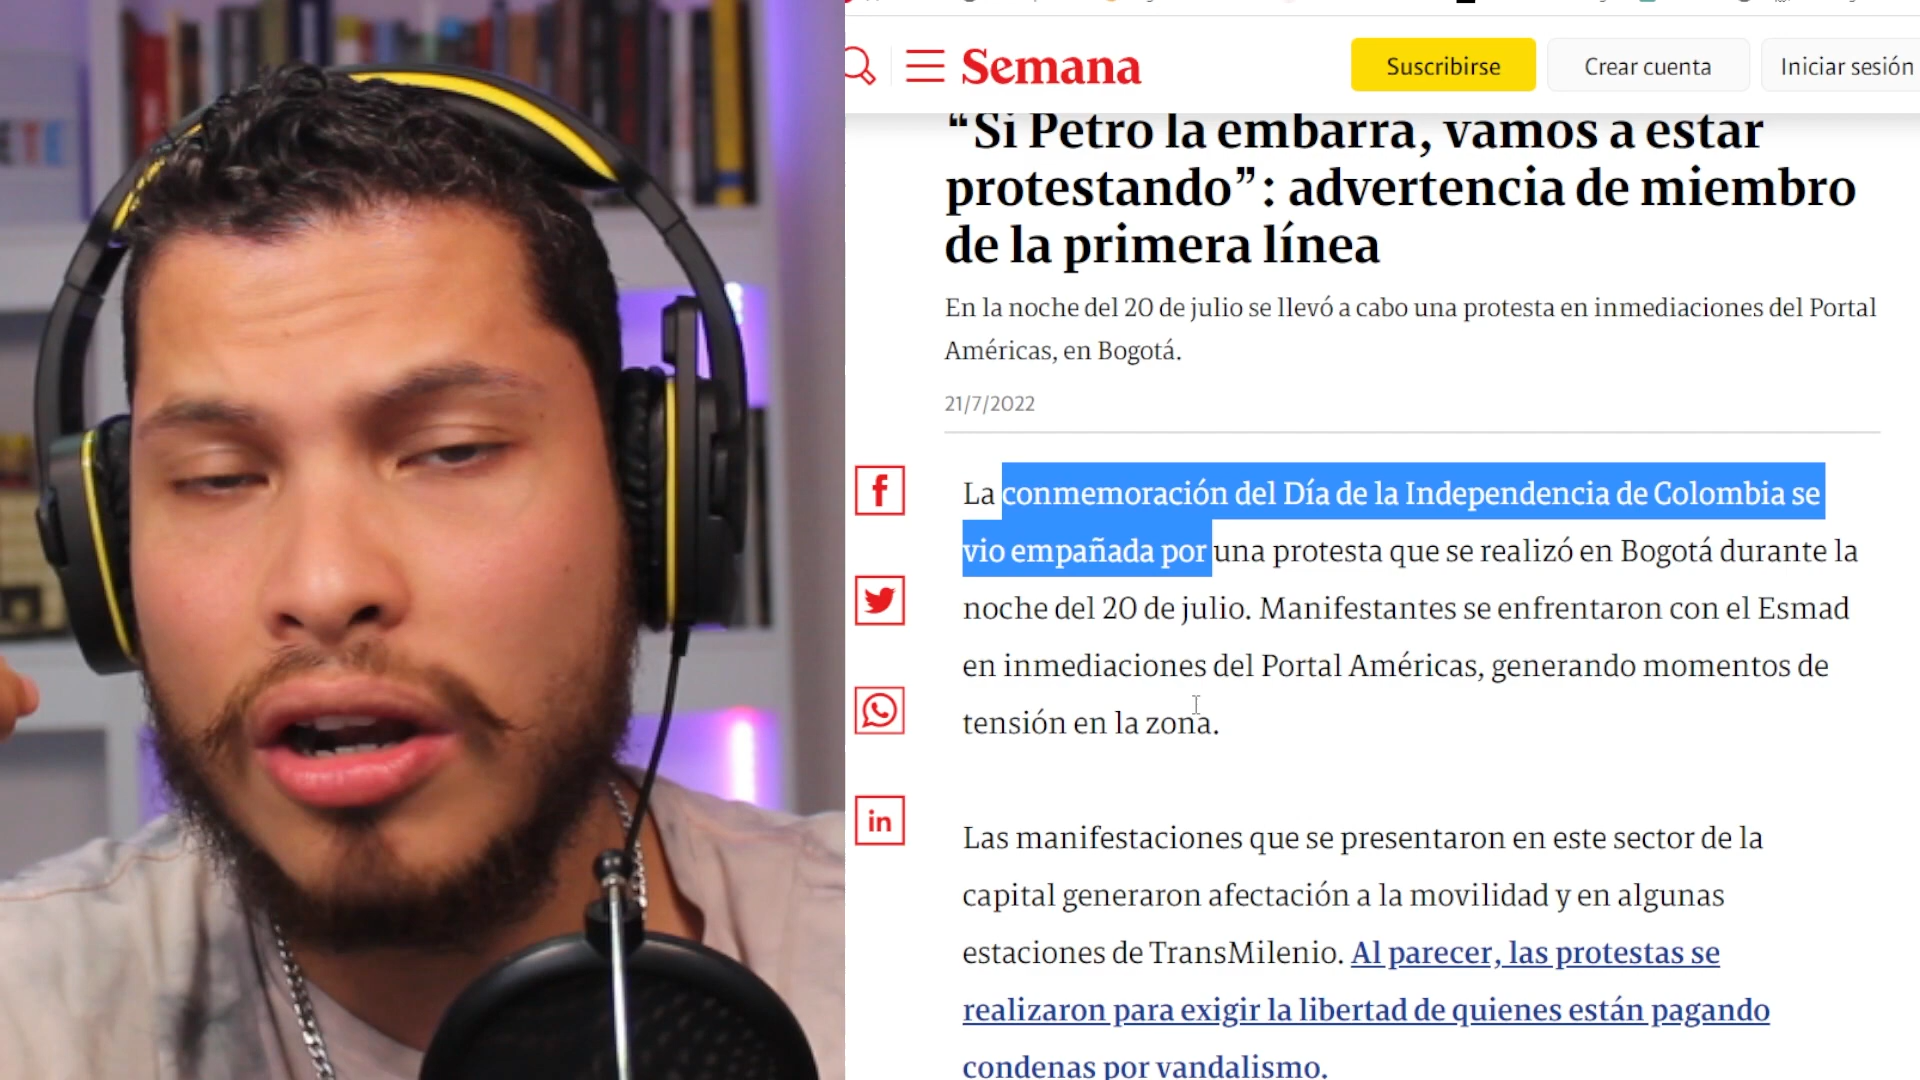 Semana
Suscribirse
Crear cuenta
Iniciar sesión
“Si Petro la embarra, vamos a estar
protestando”: advertencia de miembro
de la primera línea
En la noche del 20 de julio se llevó a cabo una protesta en inmediaciones del Portal
Américas, en Bogotá.
21/7/2022
La conmemoración del Día de la Independencia de Colombia se
vio empañada por una protesta que se realizó en Bogotá durante la
noche del 20 de julio. Manifestantes se enfrentaron con el Esmad
en inmediaciones del Portal Américas, generando momentos de
tensión en la zona.
Las manifestaciones que se presentaron en este sector de la
capital generaron afectación a la movilidad y en algunas
estaciones de TransMilenio. Al parecer, las protestas se
realizaron para exigir la libertad de quienes están pagando
condenas por vandalismo.